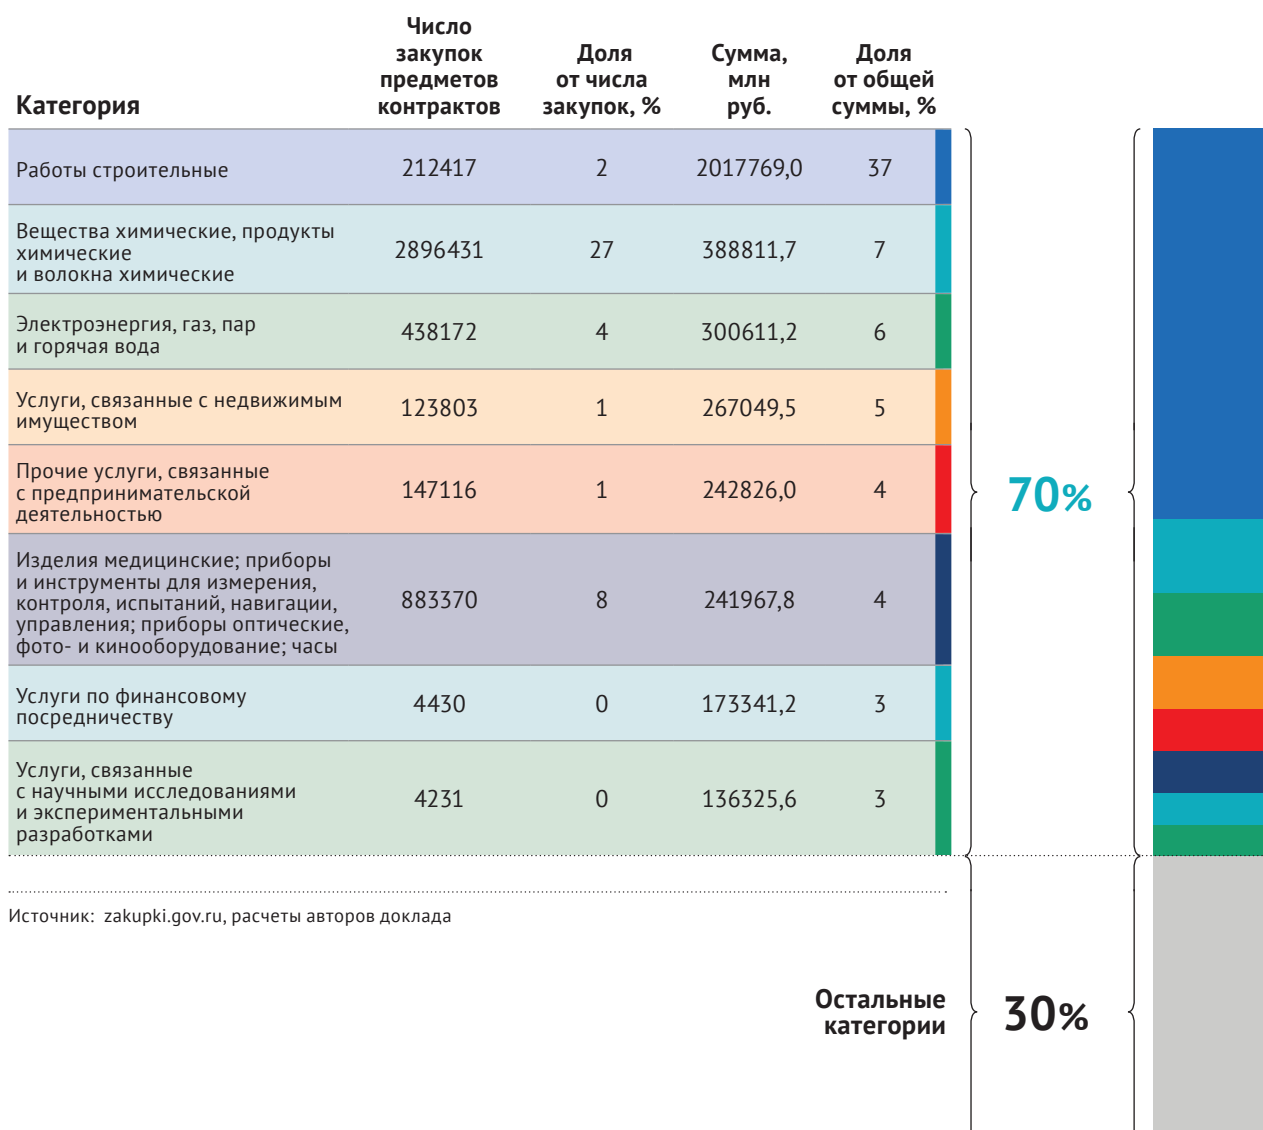 Категория
Число
закупок
предметов
контрактов
Доля
от числа
закупок, %
Сумма,
млн
руб.
Доля
от общей
суммы, %
Работы строительные
212417
2
2017769,0
37
Вещества химические, продукты
химические
и волокна химические
2896431
27
388811,7
7
Электроэнергия, газ, пар
и горячая вода
438172
4
300611,2
6
Услуги, связанные с недвижимым
имуществом
123803
1
267049,5
5
Прочие услуги, связанные
с предпринимательской
деятельностью
147116
1
242826,0
4
Изделия медицинские; приборы
и инструменты для измерения,
контроля, испытаний, навигации,
управления; приборы оптические,
фото- и кинооборудование; часы
883370
8
241967,8
4
Услуги по финансовому
посредничеству
4430
0
173341,2
3
Услуги, связанные
с научными исследованиями
и экспериментальными
разработками
4231
0
136325,6
3
70%
Источник: zakupki.gov.ru, расчеты авторов доклада
Остальные
категории
30%